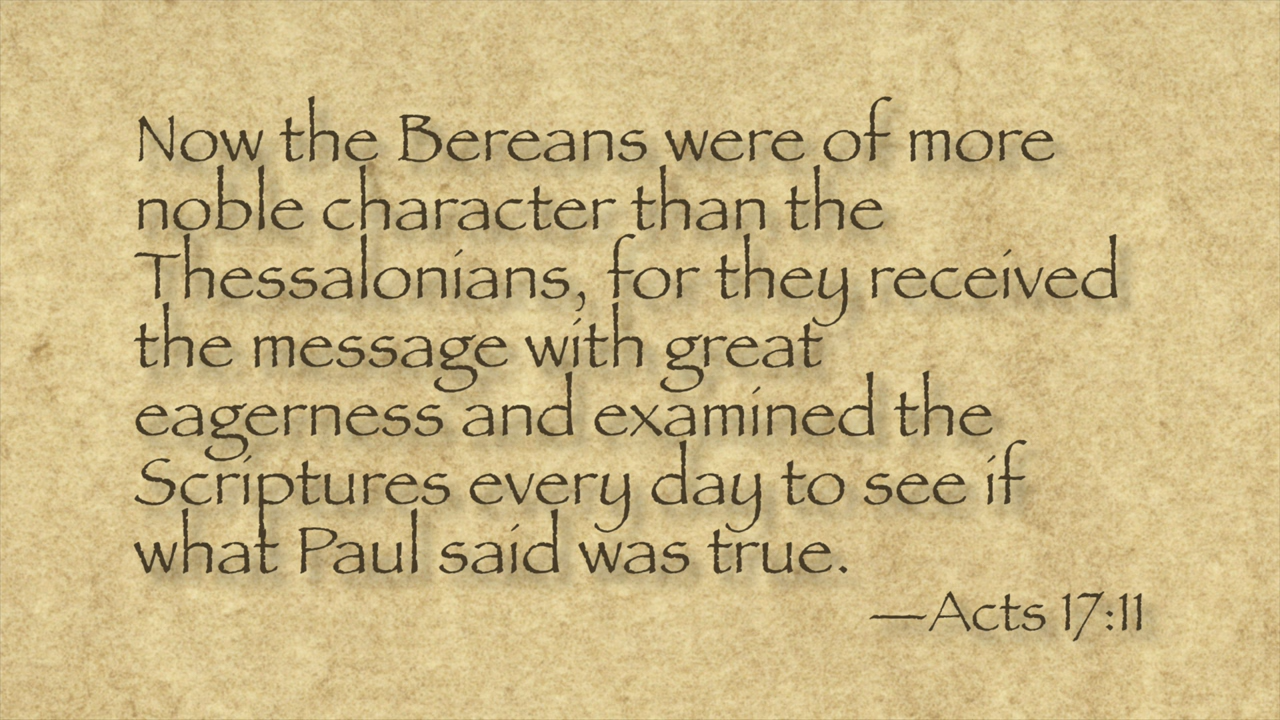 Now the Bereans were of more
noble character than the
Thessalonians, for they received
the message with great
eagerness and examined the
Scriptures every day to see if
what Paul said was true.
—Acts 17:11